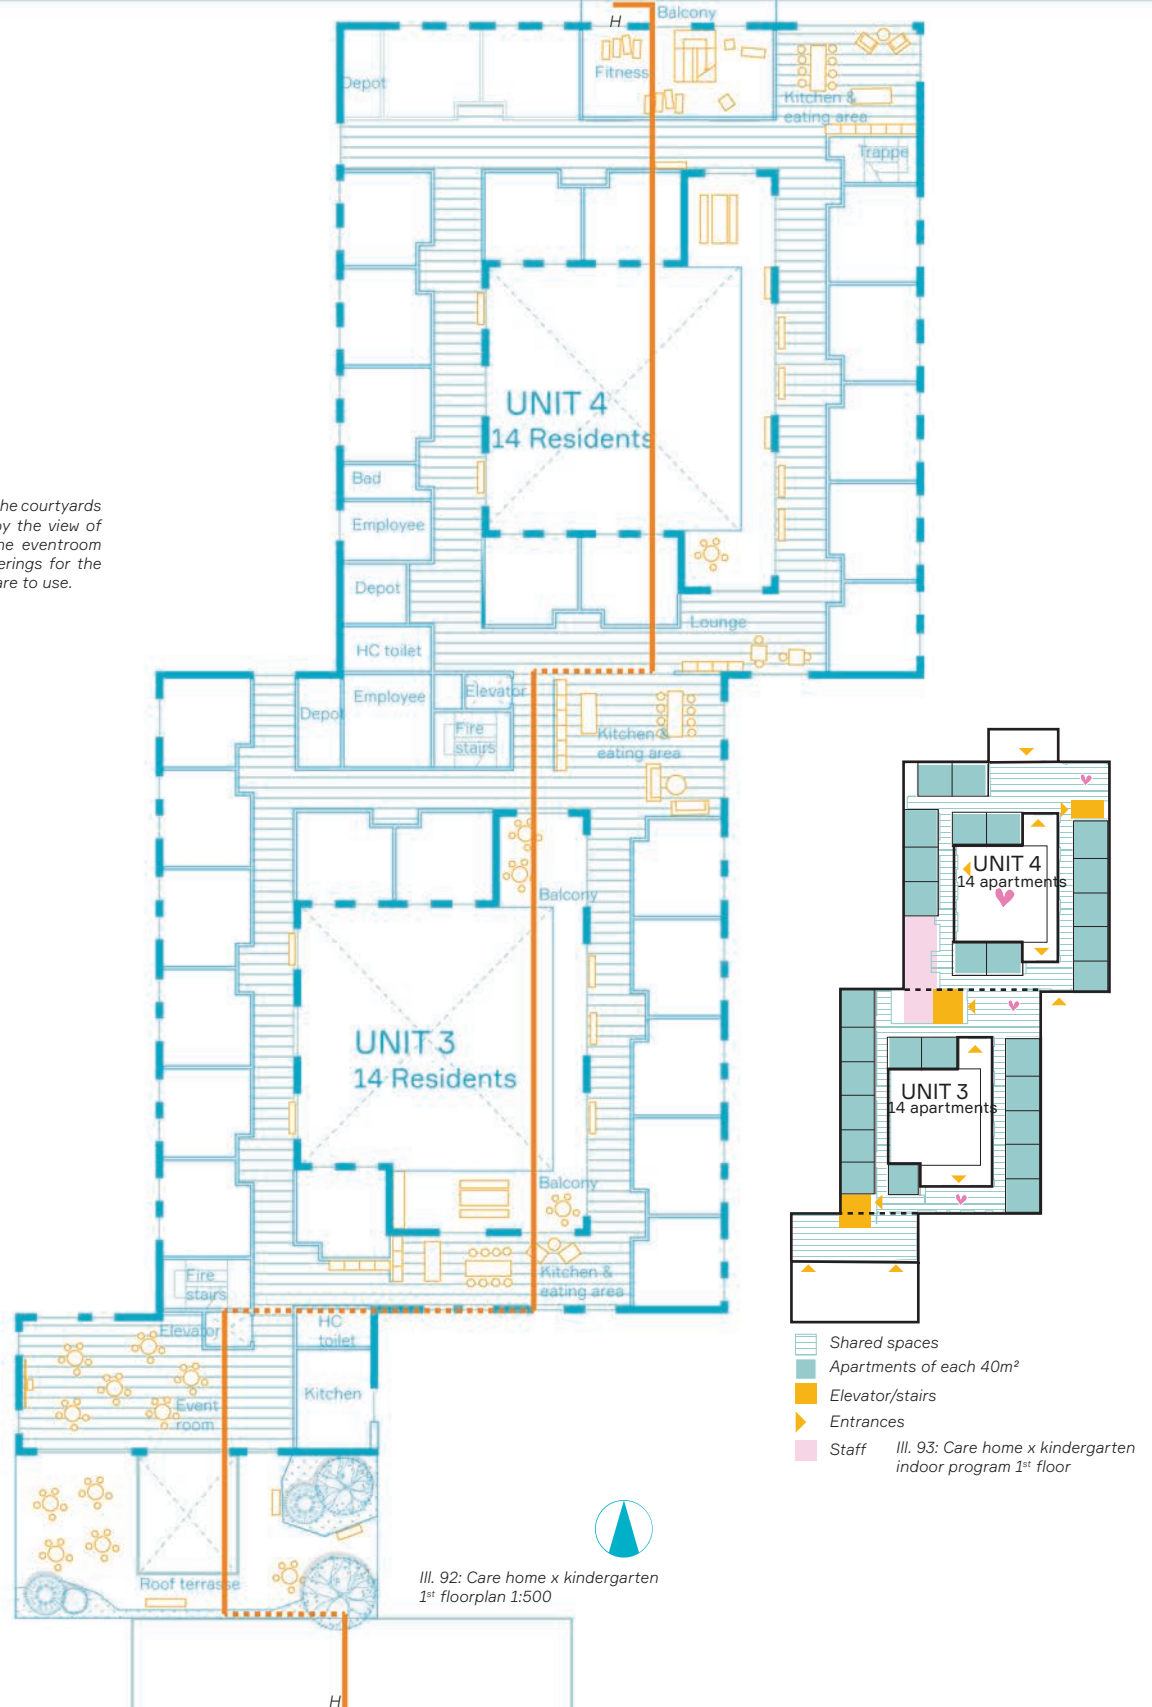 H
Balcony
Fitness
Depot
Kitchen &
eating area
Trappe
UNIT 4
14 Residents
Bad
Employee
Depot
HC toilet
Lounge
he courtyards
by the view of
he eventroom
erings for the
are to use.
Depot
Employee
Elevator
Fire
stairs
Kitchen &
eating area
Balcony
UNIT 3
14 Residents
Balcony
Kitchen &
eating area
Fire
stairs
Elevator
HC
toilet
Kitchen
Event
room
Roof terrasse
H
Ill. 92: Care home x kindergarten
1st floorplan 1:500
UNIT 4
14 apartments
UNIT 3
14 apartments
Shared spaces
Apartments of each 40m²
Elevator/stairs
Entrances
Staff
Ill. 93: Care home x kindergarten
indoor program 1st floor